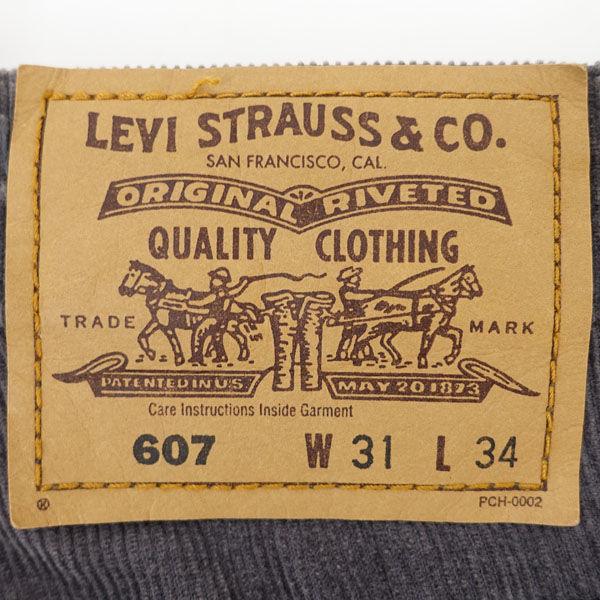 LEVI STRAUSS & CO.
SAN FRANCISCO, CAL.
ORIGINAL RIVETED
QUALITY CLOTHING
TRADE MARK
PATENTED IN U.S. MAY 20 1873
Care Instructions Inside Garment
607 W 31 L 34
® PCH-0002